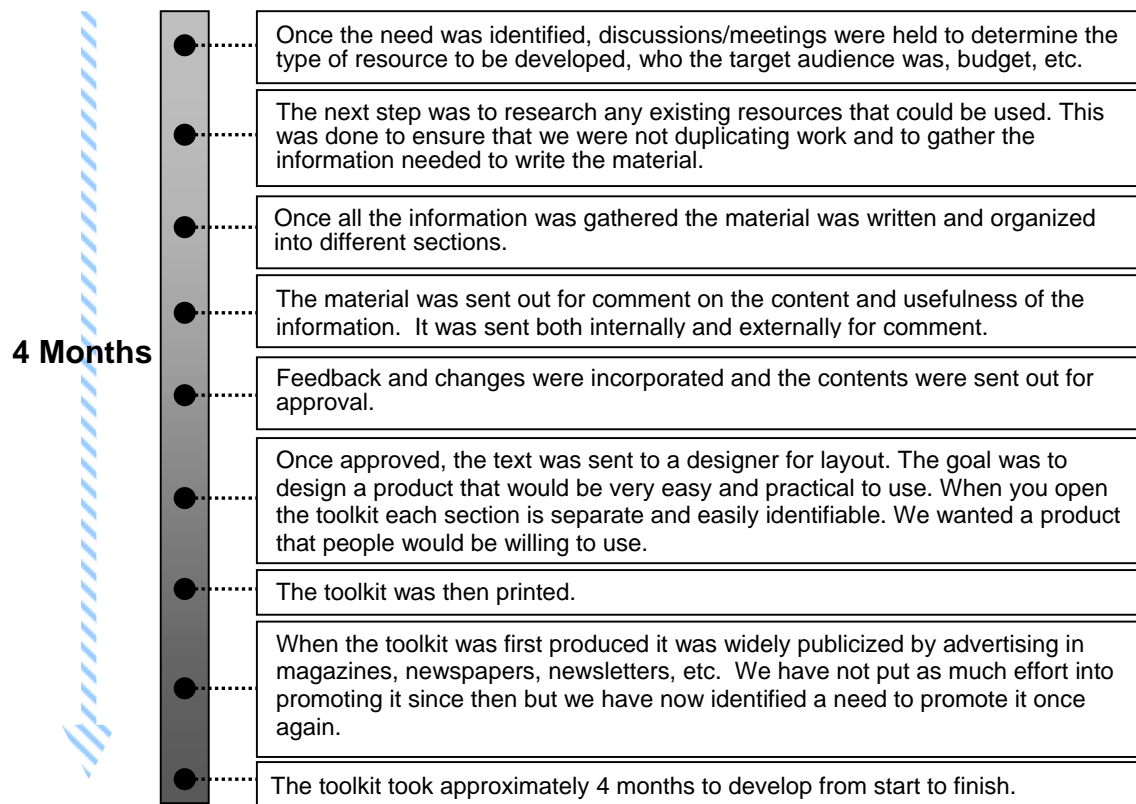 Once the need was identified, discussions/meetings were held to determine the
type of resource to be developed, who the target audience was, budget, etc.
The next step was to research any existing resources that could be used. This
was done to ensure that we were not duplicating work and to gather the
information needed to write the material.
Once all the information was gathered the material was written and organized
into different sections.
The material was sent out for comment on the content and usefulness of the
information.  It was sent both internally and externally for comment.
4 Months
Feedback and changes were incorporated and the contents were sent out for
approval.
Once approved, the text was sent to a designer for layout. The goal was to
design a product that would be very easy and practical to use. When you open
the toolkit each section is separate and easily identifiable. We wanted a product
that people would be willing to use.
The toolkit was then printed.
When the toolkit was first produced it was widely publicized by advertising in
magazines, newspapers, newsletters, etc.  We have not put as much effort into
promoting it since then but we have now identified a need to promote it once
again.
The toolkit took approximately 4 months to develop from start to finish.